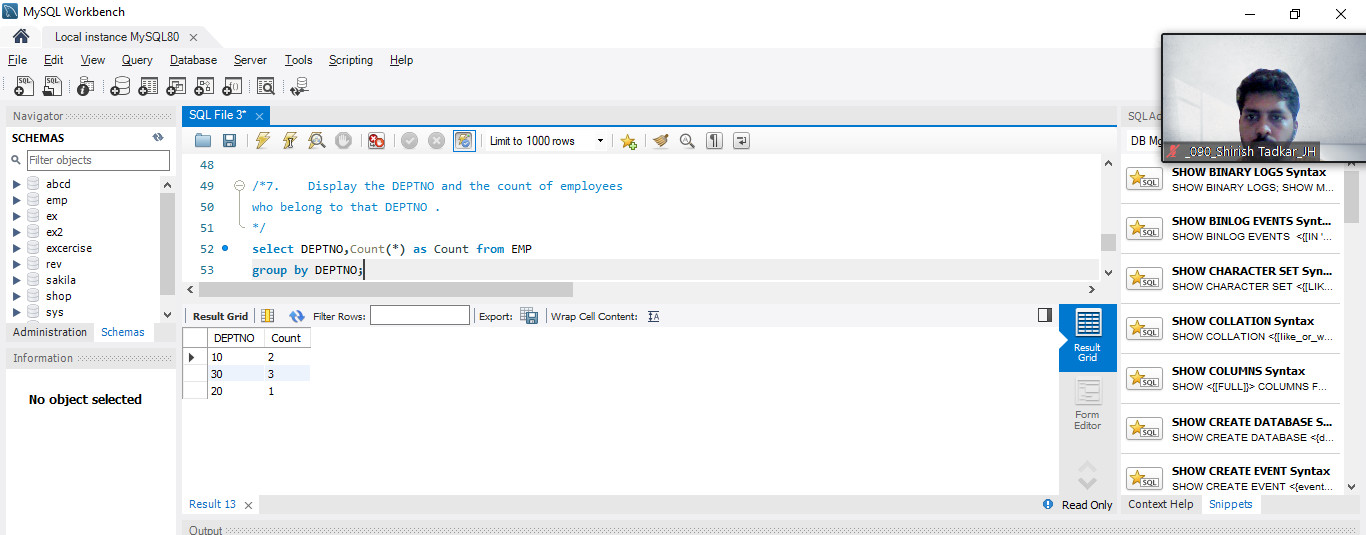 MySQL Workbench
Local instance MySQL80
File Edit View Query Database Server Tools Scripting Help
Navigator
SCHEMAS
Filter objects
abcd
emp
ex
ex2
excercise
rev
sakila
shop
sys
Administration Schemas
Information
No object selected
SQL File 3*
Limit to 1000 rows
48
49 /*7. Display the DEPTNO and the count of employees
50 who belong to that DEPTNO .
51 */
52 select DEPTNO,Count(*) as Count from EMP
53 group by DEPTNO;
Result Grid Filter Rows: Export: Wrap Cell Content:
DEPTNO Count
10 2
30 3
20 1
Result Grid
Form Editor
Result 13
Read Only
Output
SQL Ad
DB Mg
_090_Shirish Tadkar_JH
SHOW BINARY LOGS Syntax
SHOW BINARY LOGS; SHOW M...
SHOW BINLOG EVENTS Synt...
SHOW BINLOG EVENTS <{[IN '...
SHOW CHARACTER SET Syn...
SHOW CHARACTER SET <{[LIK...
SHOW COLLATION Syntax
SHOW COLLATION <{[like_or_w...
SHOW COLUMNS Syntax
SHOW <{[FULL]}> COLUMNS F...
SHOW CREATE DATABASE S...
SHOW CREATE DATABASE <{d...
SHOW CREATE EVENT Syntax
SHOW CREATE EVENT <{event...
Context Help Snippets